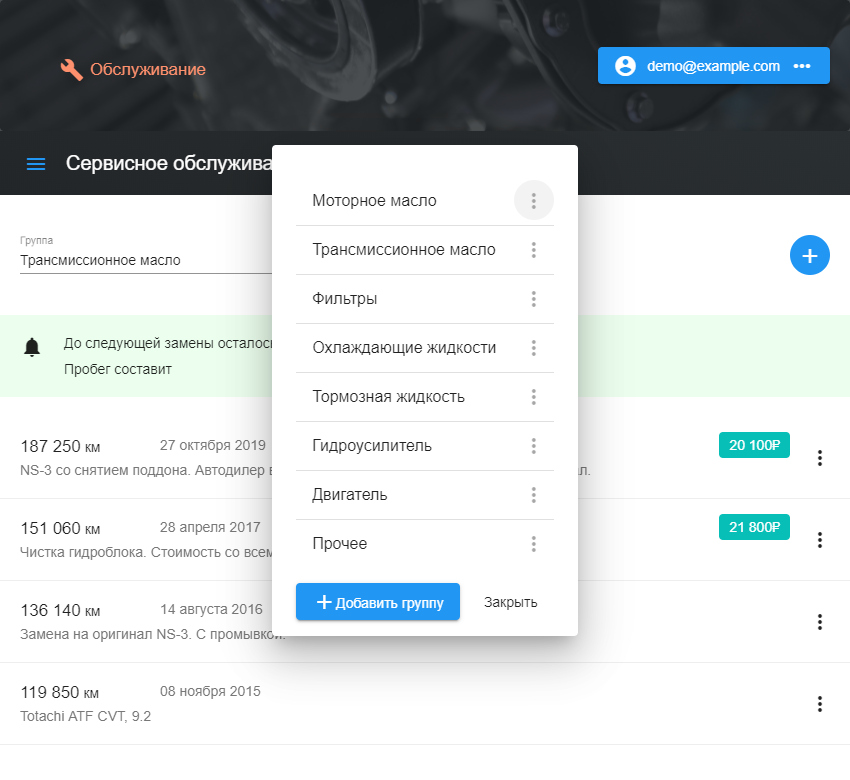 Обслуживание
demo@example.com
Сервисное обслужива
Группа
Трансмиссионное масло
До следующей замены осталось
Пробег составит
Моторное масло
Трансмиссионное масло
Фильтры
Охлаждающие жидкости
Тормозная жидкость
Гидроусилитель
Двигатель
Прочее
Добавить группу
Закрыть
187 250 км
27 октября 2019
20 100₽
NS-3 со снятием поддона. Автодилер
151 060 км
28 апреля 2017
21 800₽
Чистка гидроблока. Стоимость со всем
136 140 км
14 августа 2016
Замена на оригинал NS-3. С промывкой.
119 850 км
08 ноября 2015
Totachi ATF CVT, 9.2